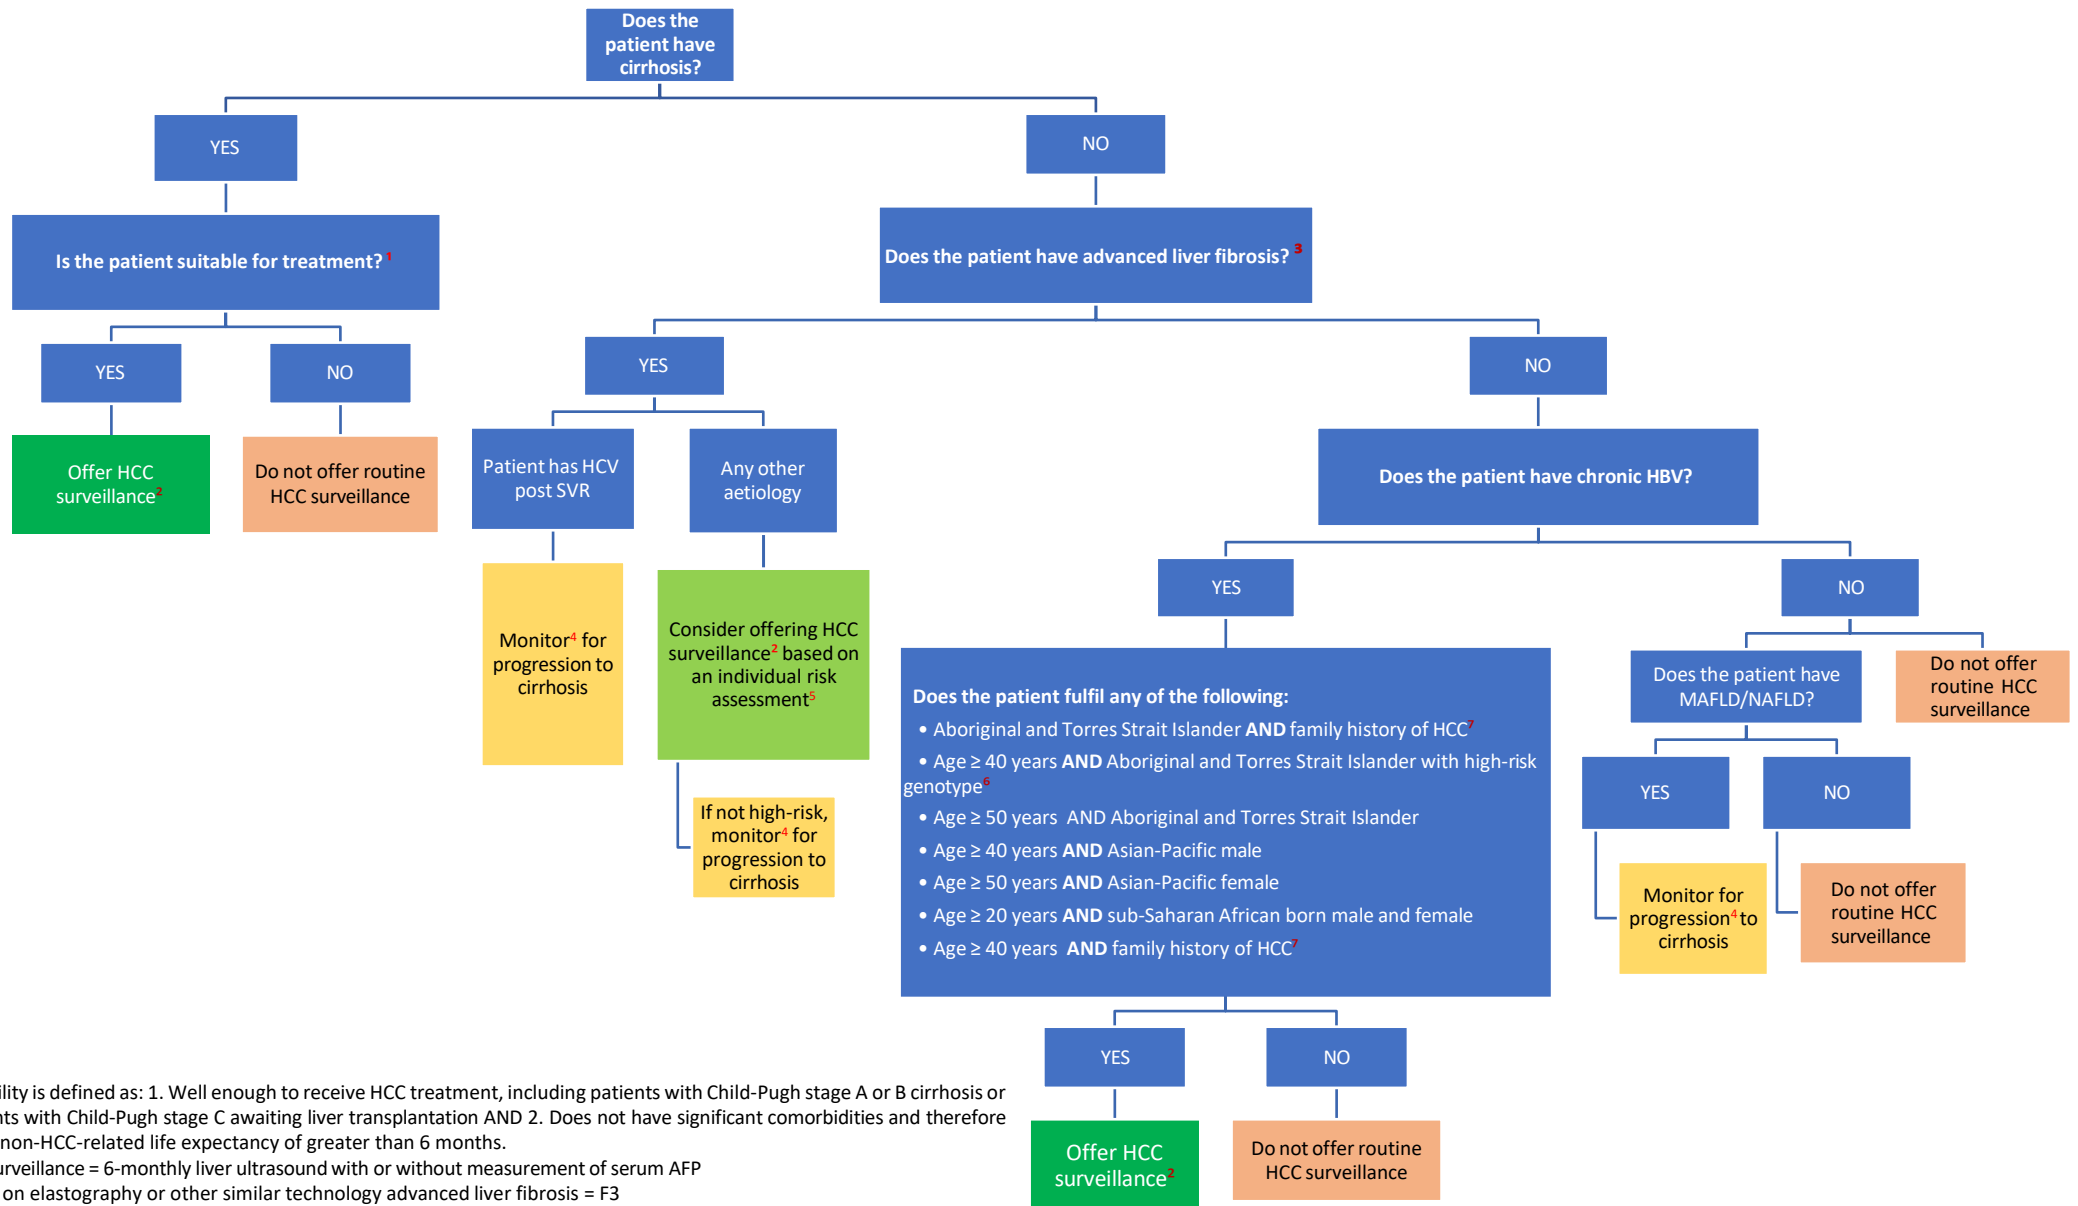 Does the
patient have
cirrhosis?
YES
NO
Is the patient suitable for treatment? 1
Does the patient have advanced liver fibrosis? 3
YES
NO
YES
NO
Offer HCC
surveillance2
Do not offer routine
HCC surveillance
Patient has HCV
post SVR
Any other
aetiology
Does the patient have chronic HBV?
Monitor4 for
progression to
cirrhosis
Consider offering HCC
surveillance2 based on
an individual risk
assessment5
If not high-risk,
monitor4 for
progression to
cirrhosis
YES
NO
Does the patient fulfil any of the following:
• Aboriginal and Torres Strait Islander AND family history of HCC7
• Age ≥ 40 years AND Aboriginal and Torres Strait Islander with high-risk
genotype6
• Age ≥ 50 years AND Aboriginal and Torres Strait Islander
• Age ≥ 40 years AND Asian-Pacific male
• Age ≥ 50 years AND Asian-Pacific female
• Age ≥ 20 years AND sub-Saharan African born male and female
• Age ≥ 40 years AND family history of HCC7
Does the patient have
MAFLD/NAFLD?
Do not offer
routine HCC
surveillance
YES
NO
Monitor for
progression4 to
cirrhosis
Do not offer
routine HCC
surveillance
YES
NO
Offer HCC
surveillance2
Do not offer routine
HCC surveillance
ility is defined as: 1. Well enough to receive HCC treatment, including patients with Child-Pugh stage A or B cirrhosis or
nts with Child-Pugh stage C awaiting liver transplantation AND 2. Does not have significant comorbidities and therefore
non-HCC-related life expectancy of greater than 6 months.
urveillance = 6-monthly liver ultrasound with or without measurement of serum AFP
on elastography or other similar technology advanced liver fibrosis = F3